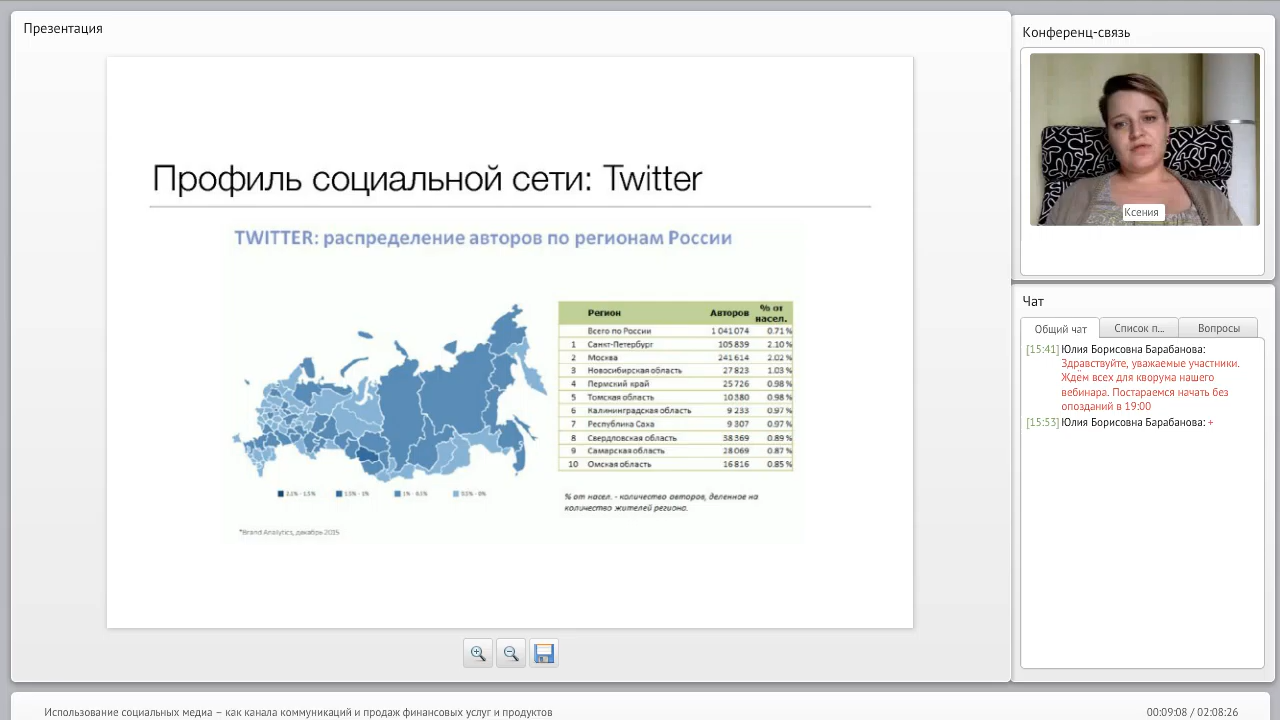 Презентация
Профиль социальной сети: Twitter
TWITTER: распределение авторов по регионам России
Регион Авторов % от насел.
Всего по России 1 041 074 0.71 %
1 Санкт-Петербург 105 839 2.10 %
2 Москва 241 614 2.02 %
3 Новосибирская область 27 823 1.03 %
4 Пермский край 25 726 0.98 %
5 Томская область 10 380 0.98 %
6 Калининградская область 9 233 0.97 %
7 Республика Саха 9 307 0.97 %
8 Свердловская область 38 369 0.89 %
9 Самарская область 28 069 0.87 %
10 Омская область 16 816 0.85 %
% от насел. - количество авторов, деленное на
количество жителей региона.
*Brand Analytics, декабрь 2015
Конференц-связь
Ксения
Чат
Общий чат Список п... Вопросы
[15:41] Юлия Борисовна Барабанова:
Здравствуйте, уважаемые участники.
Ждём всех для кворума нашего
вебинара. Постараемся начать без
опозданий в 19:00
[15:53] Юлия Борисовна Барабанова: +
Использование социальных медиа – как канала коммуникаций и продаж финансовых услуг и продуктов
00:09:08 / 02:08:26